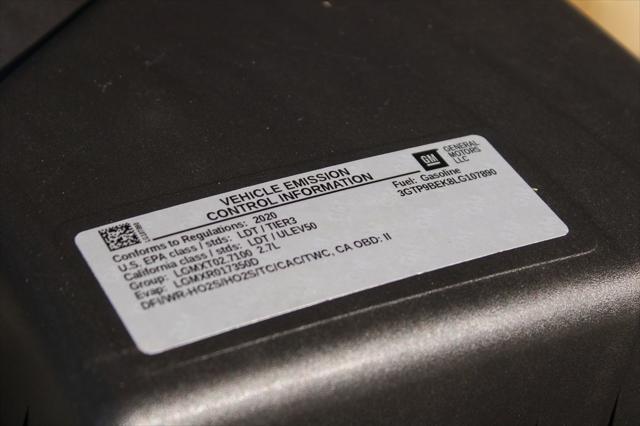 VEHICLE EMISSION
CONTROL INFORMATION
GM
GENERAL
MOTORS
LLC
Fuel: Gasoline
3GTP9BEK8LG107890
Conforms to Regulations: 2020
U.S. EPA class / stds: LDT / TIER3
California class / stds: LDT / ULEV50
Group: LGMXT02.7100 2.7L
Evap: LGMXR017350D
DFI/WR-HO2S/HO2S/TC/CAC/TWC, CA OBD: II